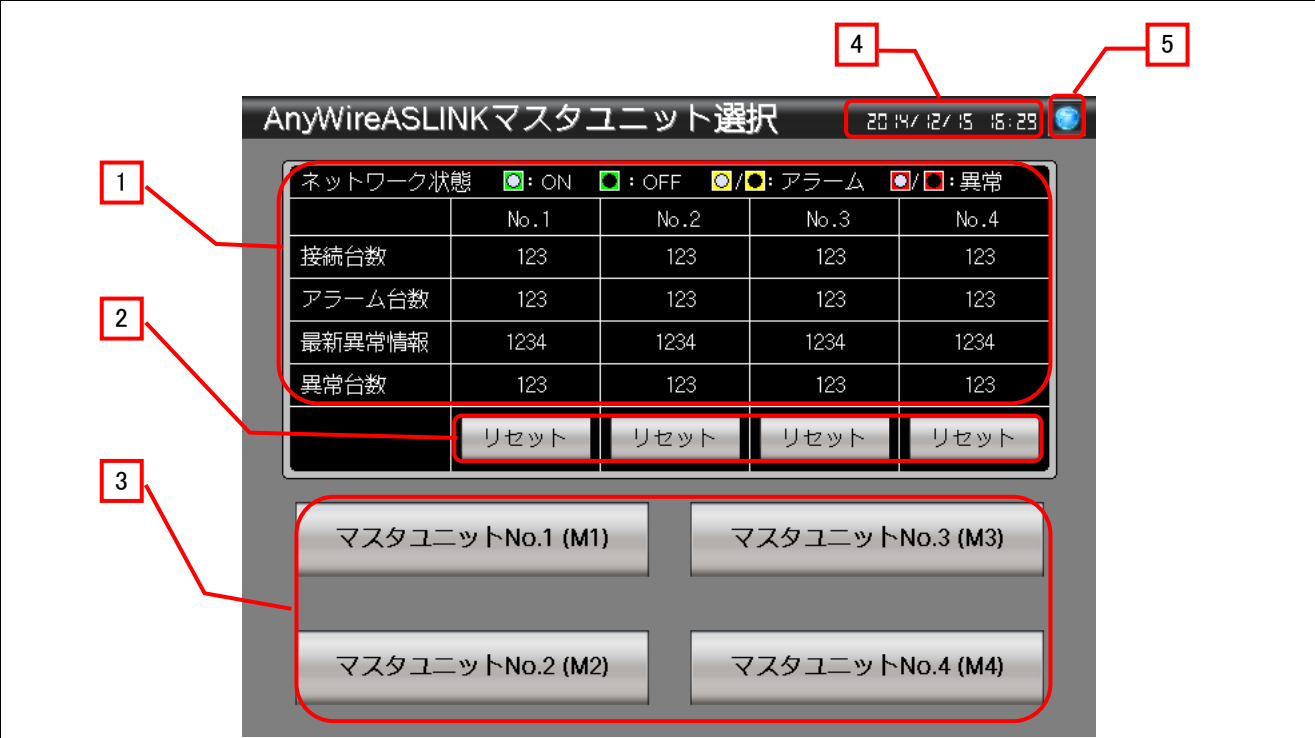 4
5
AnyWireASLINKマスタユニット選択 2014/12/15 16:29
1
ネットワーク状態 : ON : OFF / : アラーム / : 異常
No.1 No.2 No.3 No.4
接続台数 123 123 123 123
アラーム台数 123 123 123 123
2
最新異常情報 1234 1234 1234 1234
異常台数 123 123 123 123
リセット リセット リセット リセット
3
マスタユニットNo.1 (M1) マスタユニットNo.3 (M3)
マスタユニットNo.2 (M2) マスタユニットNo.4 (M4)